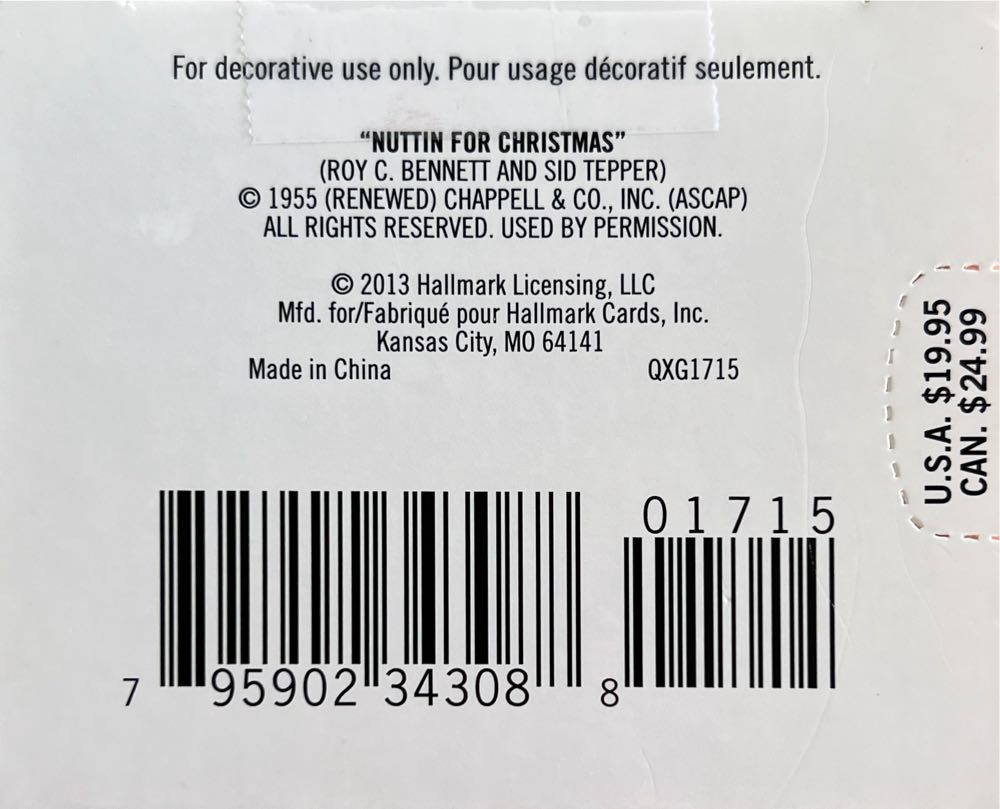 For decorative use only. Pour usage décoratif seulement.
“NUTTIN FOR CHRISTMAS”
(ROY C. BENNETT AND SID TEPPER)
© 1955 (RENEWED) CHAPPELL & CO., INC. (ASCAP)
ALL RIGHTS RESERVED. USED BY PERMISSION.
© 2013 Hallmark Licensing, LLC
Mfd. for/Fabriqué pour Hallmark Cards, Inc.
Kansas City, MO 64141
Made in China QXG1715
U.S.A. $19.95
CAN. $24.99
01715
7 95902 34308 8